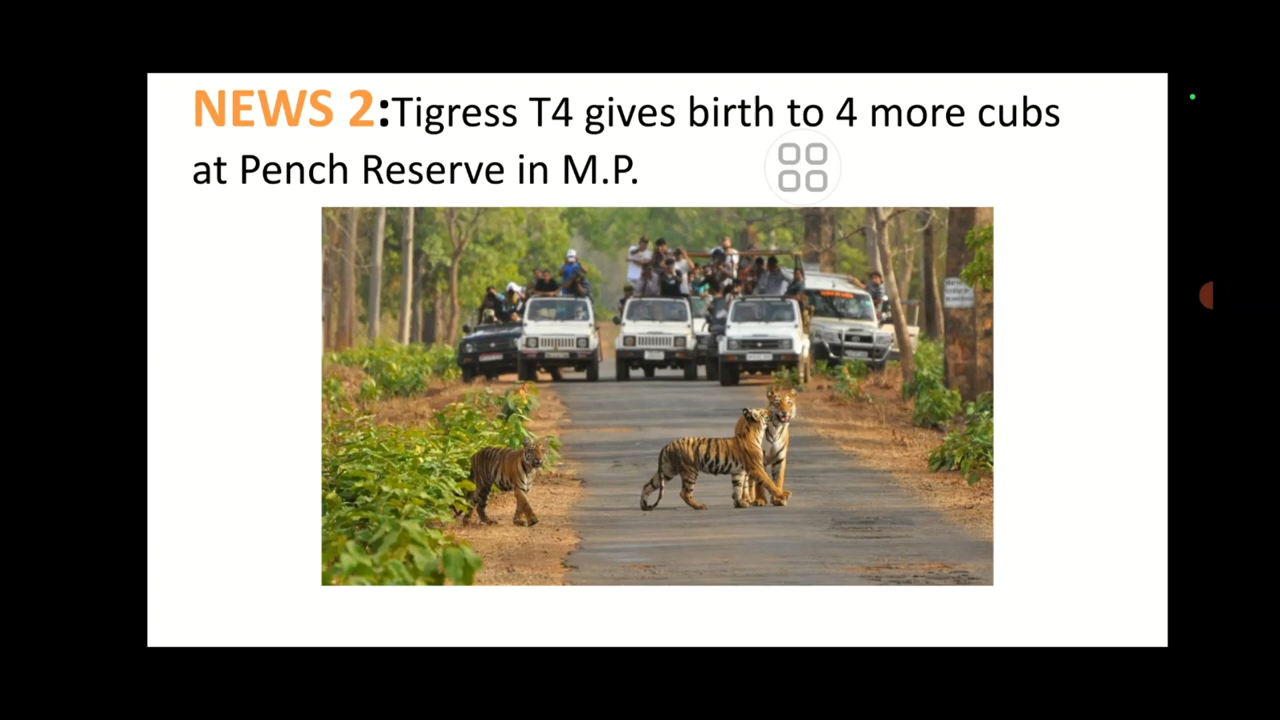 NEWS 2:Tigress T4 gives birth to 4 more cubs
at Pench Reserve in M.P.